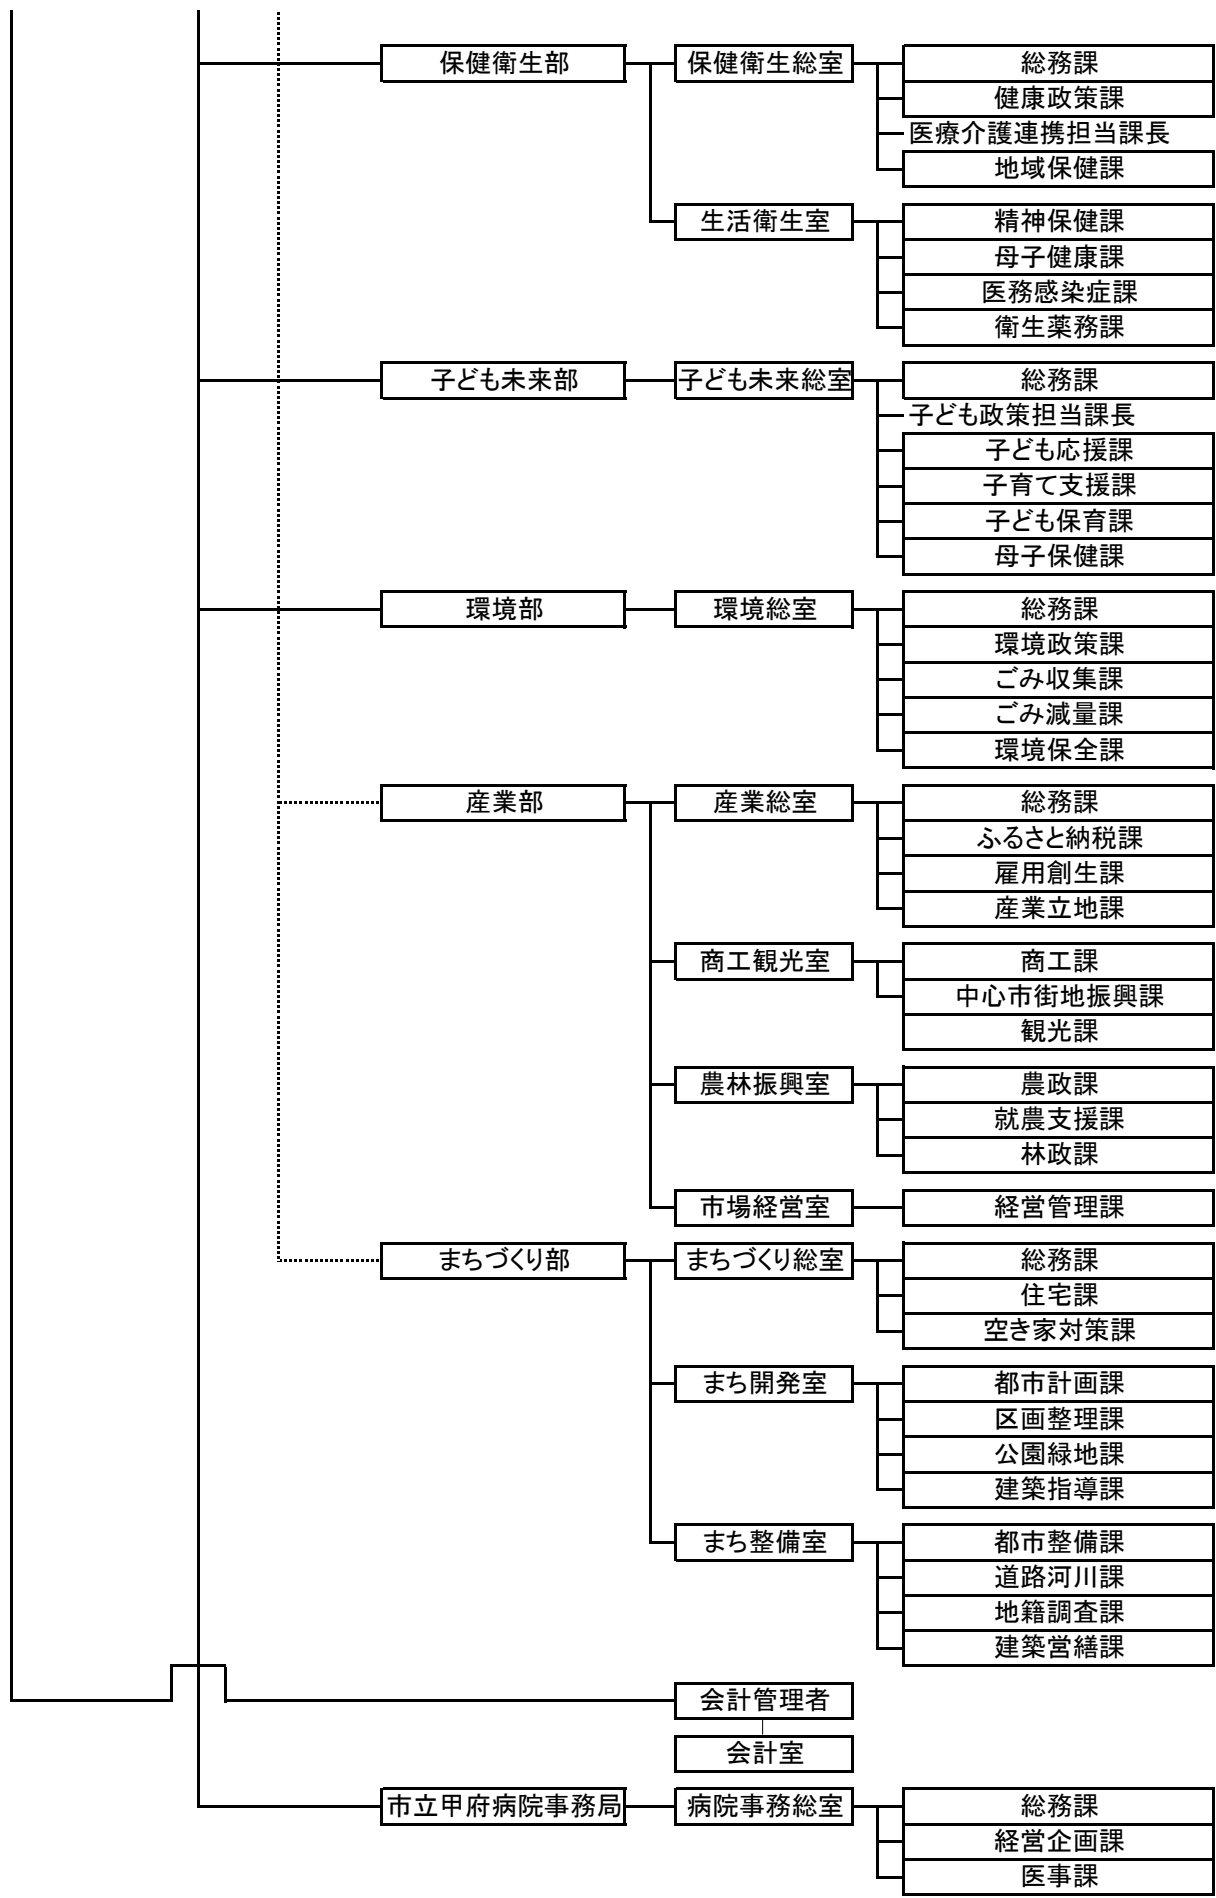 保健衛生部 保健衛生総室 総務課
健康政策課
医療介護連携担当課長
地域保健課
生活衛生室 精神保健課
母子健康課
医務感染症課
衛生薬務課
子ども未来部 子ども未来総室 総務課
子ども政策担当課長
子ども応援課
子育て支援課
子ども保育課
母子保健課
環境部 環境総室 総務課
環境政策課
ごみ収集課
ごみ減量課
環境保全課
産業部 産業総室 総務課
ふるさと納税課
雇用創生課
産業立地課
商工観光室 商工課
中心市街地振興課
観光課
農林振興室 農政課
就農支援課
林政課
市場経営室 経営管理課
まちづくり部 まちづくり総室 総務課
住宅課
空き家対策課
まち開発室 都市計画課
区画整理課
公園緑地課
建築指導課
まち整備室 都市整備課
道路河川課
地籍調査課
建築営繕課
会計管理者
会計室
市立甲府病院事務局 病院事務総室 総務課
経営企画課
医事課